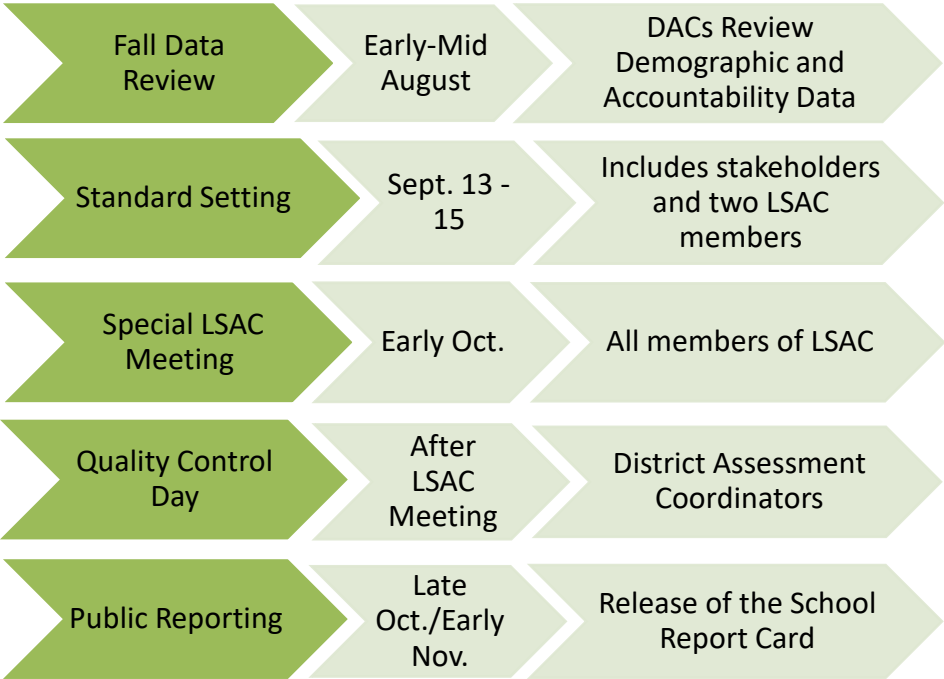 Fall Data
Review
Early-Mid
August
DACs Review
Demographic and
Accountability Data
Standard Setting
Sept. 13 -
15
Includes stakeholders
and two LSAC
members
Special LSAC
Meeting
Early Oct.
All members of LSAC
Quality Control
Day
After
LSAC
Meeting
District Assessment
Coordinators
Public Reporting
Late
Oct./Early
Nov.
Release of the School
Report Card